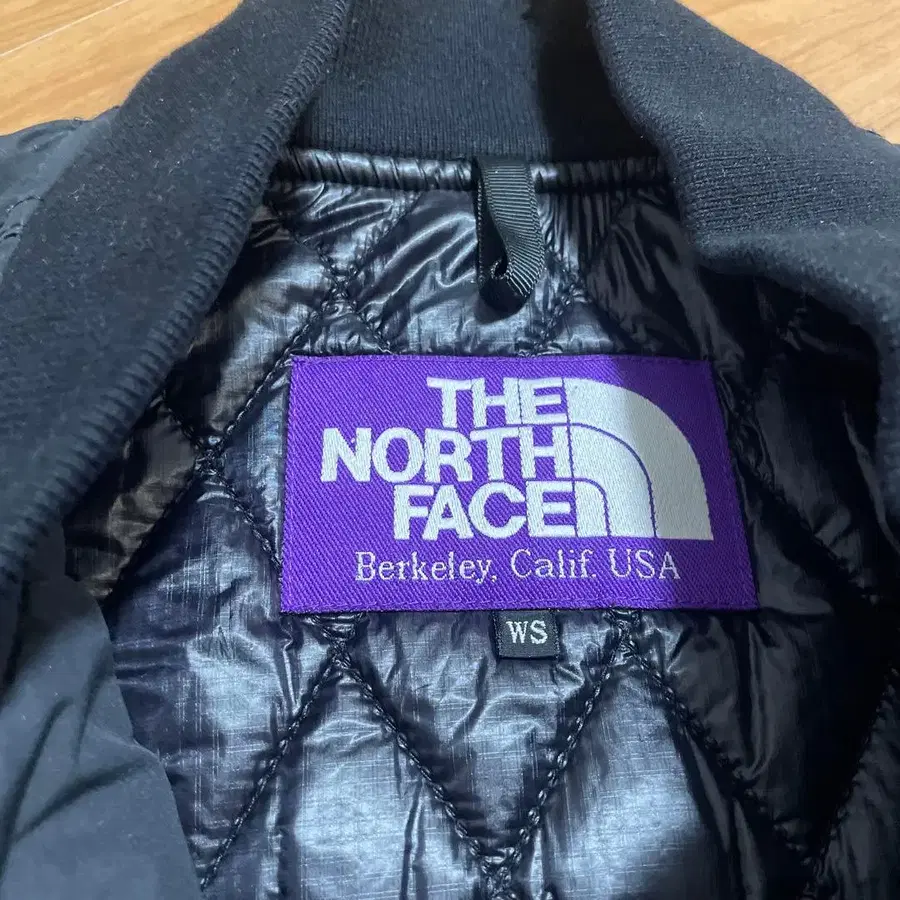 THE
NORTH
FACE
Berkeley, Calif. USA
WS